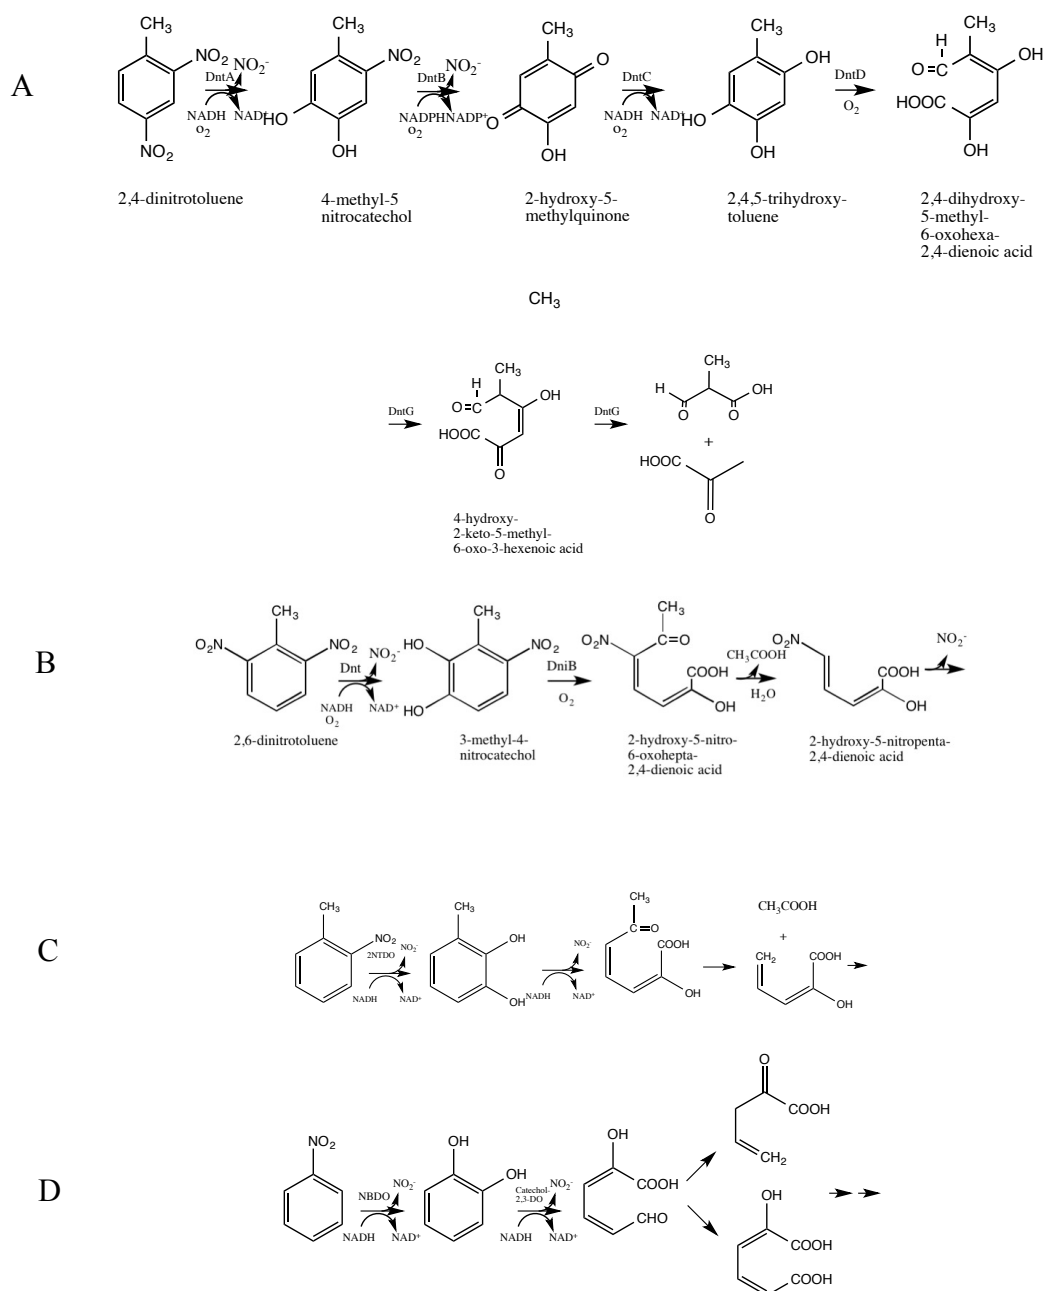 A
CH₃
NO₂
NO₂
DntA
NO₂⁻
NADH
O₂
NAD⁺
CH₃
NO₂
HO
OH
DntB
NO₂⁻
NADPH
NADP⁺
O₂
CH₃
O
O
OH
DntC
NADH
NAD⁺
O₂
CH₃
OH
HO
OH
DntD
O₂
CH₃
H
O
OH
HOOC
OH
2,4-dinitrotoluene
4-methyl-5
nitrocatechol
2-hydroxy-5-
methylquinone
2,4,5-trihydroxy-
toluene
2,4-dihydroxy-
5-methyl-
6-oxohexa-
2,4-dienoic acid
CH₃
DntG
CH₃
H
O
OH
HOOC
O
4-hydroxy-
2-keto-5-methyl-
6-oxo-3-hexenoic acid
DntG
CH₃
H
OH
O
O
+
HOOC
O
B
CH₃
O₂N
NO₂
2,6-dinitrotoluene
Dnt
NO₂⁻
NADH
NAD⁺
O₂
CH₃
HO
NO₂
HO
3-methyl-4-
nitrocatechol
DniB
O₂
CH₃
O₂N
O
COOH
OH
2-hydroxy-5-nitro-
6-oxohepta-
2,4-dienoic acid
CH₃COOH
H₂O
O₂N
COOH
OH
2-hydroxy-5-nitropenta-
2,4-dienoic acid
NO₂⁻
C
CH₃
NO₂
2NTDO
NO₂⁻
NADH
NAD⁺
CH₃
OH
OH
NO₂⁻
NADH
NAD⁺
CH₃
O
COOH
OH
CH₃COOH
+
CH₂
COOH
OH
D
NO₂
NBDO
NO₂⁻
NADH
NAD⁺
OH
OH
Catechol-
2,3-DO
NO₂⁻
NADH
NAD⁺
OH
COOH
CHO
O
COOH
CH₂
OH
COOH
COOH